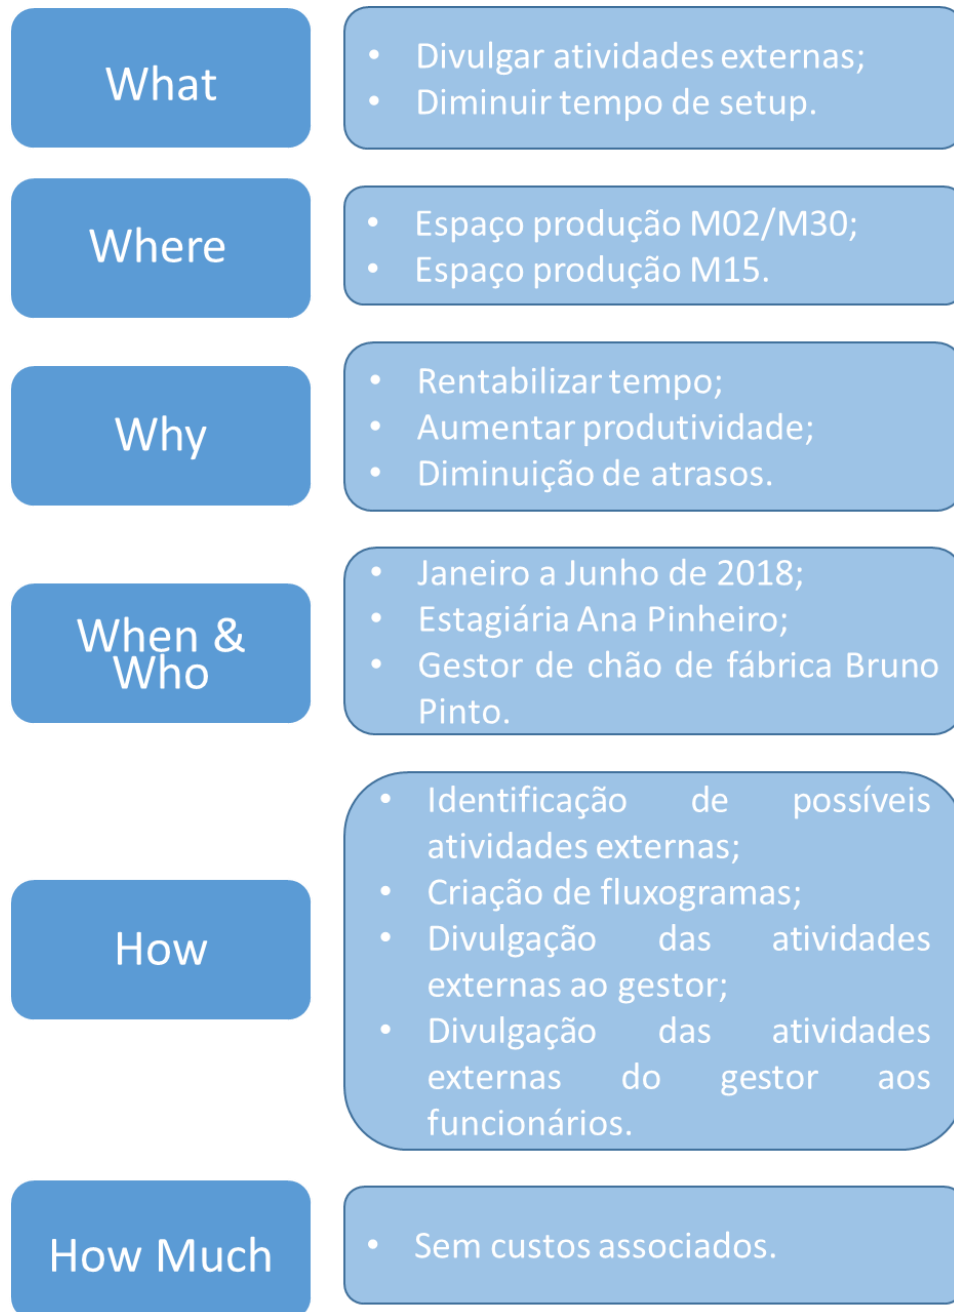 What
• Divulgar atividades externas;
• Diminuir tempo de setup.
Where
• Espaço produção M02/M30;
• Espaço produção M15.
Why
• Rentabilizar tempo;
• Aumentar produtividade;
• Diminuição de atrasos.
When &
Who
• Janeiro a Junho de 2018;
• Estagiária Ana Pinheiro;
• Gestor de chão de fábrica Bruno
Pinto.
How
• Identificação de possíveis
atividades externas;
• Criação de fluxogramas;
• Divulgação das atividades
externas ao gestor;
• Divulgação das atividades
externas do gestor aos
funcionários.
How Much
• Sem custos associados.